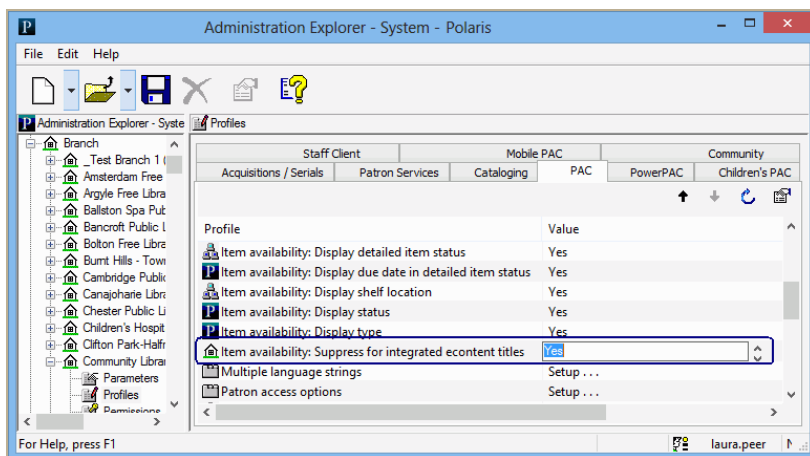 P
Administration Explorer - System - Polaris
File Edit Help
P Administration Explorer - Syste
Profiles
Branch
_Test Branch 1 (
Amsterdam Free
Argyle Free Libra
Ballston Spa Pub
Bancroft Public L
Bolton Free Libra
Burnt Hills - Town
Cambridge Public
Canajoharie Libra
Chester Public Li
Children's Hospit
Clifton Park-Halfn
Community Librar
Parameters
Profiles
Permissions
Staff Client Mobile PAC Community
Acquisitions / Serials Patron Services Cataloging PAC PowerPAC Children's PAC
Profile Value
Item availability: Display detailed item status Yes
P Item availability: Display due date in detailed item status Yes
Item availability: Display shelf location Yes
P Item availability: Display status Yes
P Item availability: Display type Yes
Item availability: Suppress for integrated econtent titles Yes
Multiple language strings Setup . . .
Patron access options Setup . . .
For Help, press F1
laura.peer